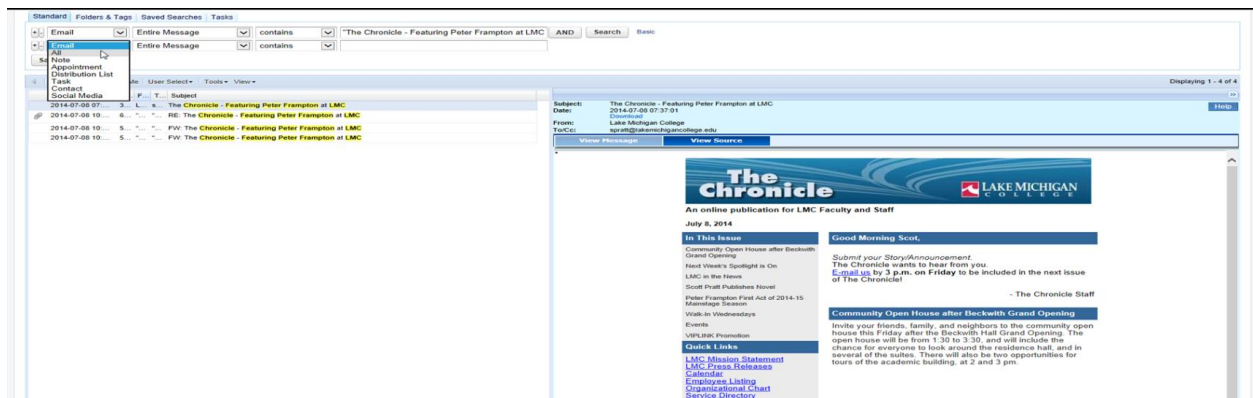 Standard Folders & Tags Saved Searches Tasks
+ - Email Entire Message contains "The Chronicle - Featuring Peter Frampton at LMC AND Search Basic
+ - Email Entire Message contains
Email
All
Note
Appointment
Distribution List
Task
Contact
Social Media
User Select Tools View Displaying 1 - 4 of 4
F... T... Subject
2014-07-08 07:... 3... L... s... The Chronicle - Featuring Peter Frampton at LMC
2014-07-08 10:... 6... "... "... RE: The Chronicle - Featuring Peter Frampton at LMC
2014-07-08 10:... 5... "... "... FW: The Chronicle - Featuring Peter Frampton at LMC
2014-07-08 10:... 5... "... "... FW: The Chronicle - Featuring Peter Frampton at LMC
Subject: The Chronicle - Featuring Peter Frampton at LMC
Help
Date: 2014-07-08 07:37:01
Download
From: Lake Michigan College
To/Cc: spratt@lakemichigancollege.edu
View Message View Source
The
Chronicle
LAKE MICHIGAN
COLLEGE
An online publication for LMC Faculty and Staff
July 8, 2014
In This Issue
Community Open House after Beckwith
Grand Opening
Next Week's Spotlight is On
LMC in the News
Scott Pratt Publishes Novel
Peter Frampton First Act of 2014-15
Mainstage Season
Walk-In Wednesdays
Events
VIPLINK Promotion
Quick Links
LMC Mission Statement
LMC Press Releases
Calendar
Employee Listing
Organizational Chart
Service Directory
Good Morning Scot,
Submit your Story/Announcement.
The Chronicle wants to hear from you.
E-mail us by 3 p.m. on Friday to be included in the next issue
of The Chronicle!
- The Chronicle Staff
Community Open House after Beckwith Grand Opening
Invite your friends, family, and neighbors to the community open
house this Friday after the Beckwith Hall Grand Opening. The
open house will be from 1:30 to 3:30, and will include the
chance for everyone to look around the residence hall, and in
several of the suites. There will also be two opportunities for
tours of the academic building, at 2 and 3 pm.